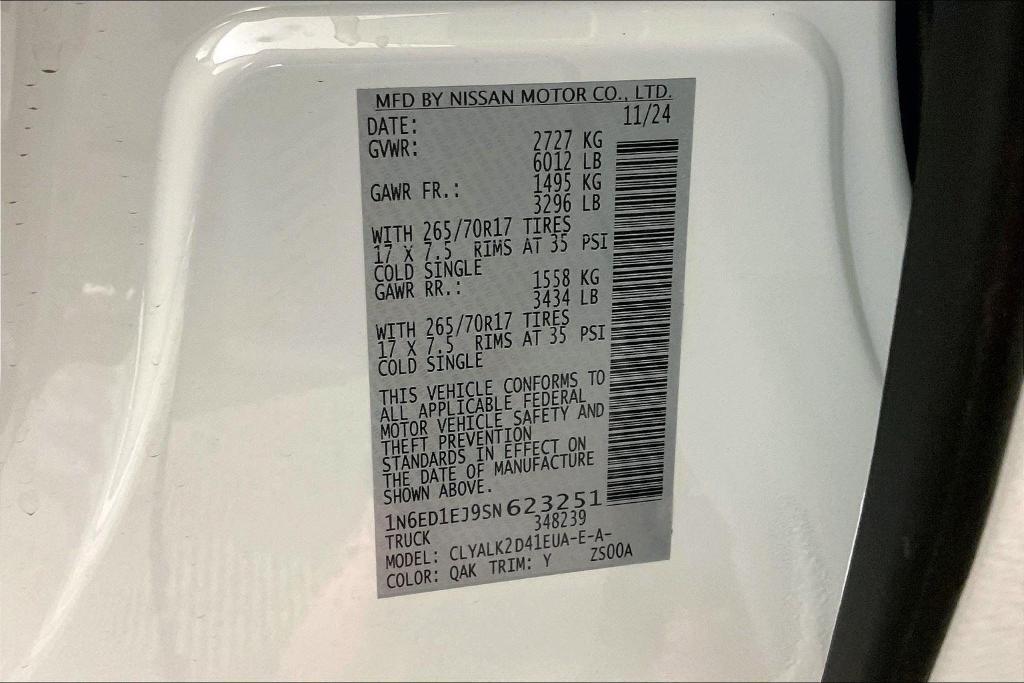 MFD BY NISSAN MOTOR CO., LTD.
DATE: 11/24
GVWR: 2727 KG
6012 LB
GAWR FR.: 1495 KG
3296 LB
WITH 265/70R17 TIRES
17 X 7.5 RIMS AT 35 PSI
COLD SINGLE
GAWR RR.: 1558 KG
3434 LB
WITH 265/70R17 TIRES
17 X 7.5 RIMS AT 35 PSI
COLD SINGLE
THIS VEHICLE CONFORMS TO
ALL APPLICABLE FEDERAL
MOTOR VEHICLE SAFETY AND
THEFT PREVENTION
STANDARDS IN EFFECT ON
THE DATE OF MANUFACTURE
SHOWN ABOVE.
1N6ED1EJ9SN623251
TRUCK 348239
MODEL: CLYALK2D41EUA-E-A-
COLOR: QAK TRIM: Y ZS00A